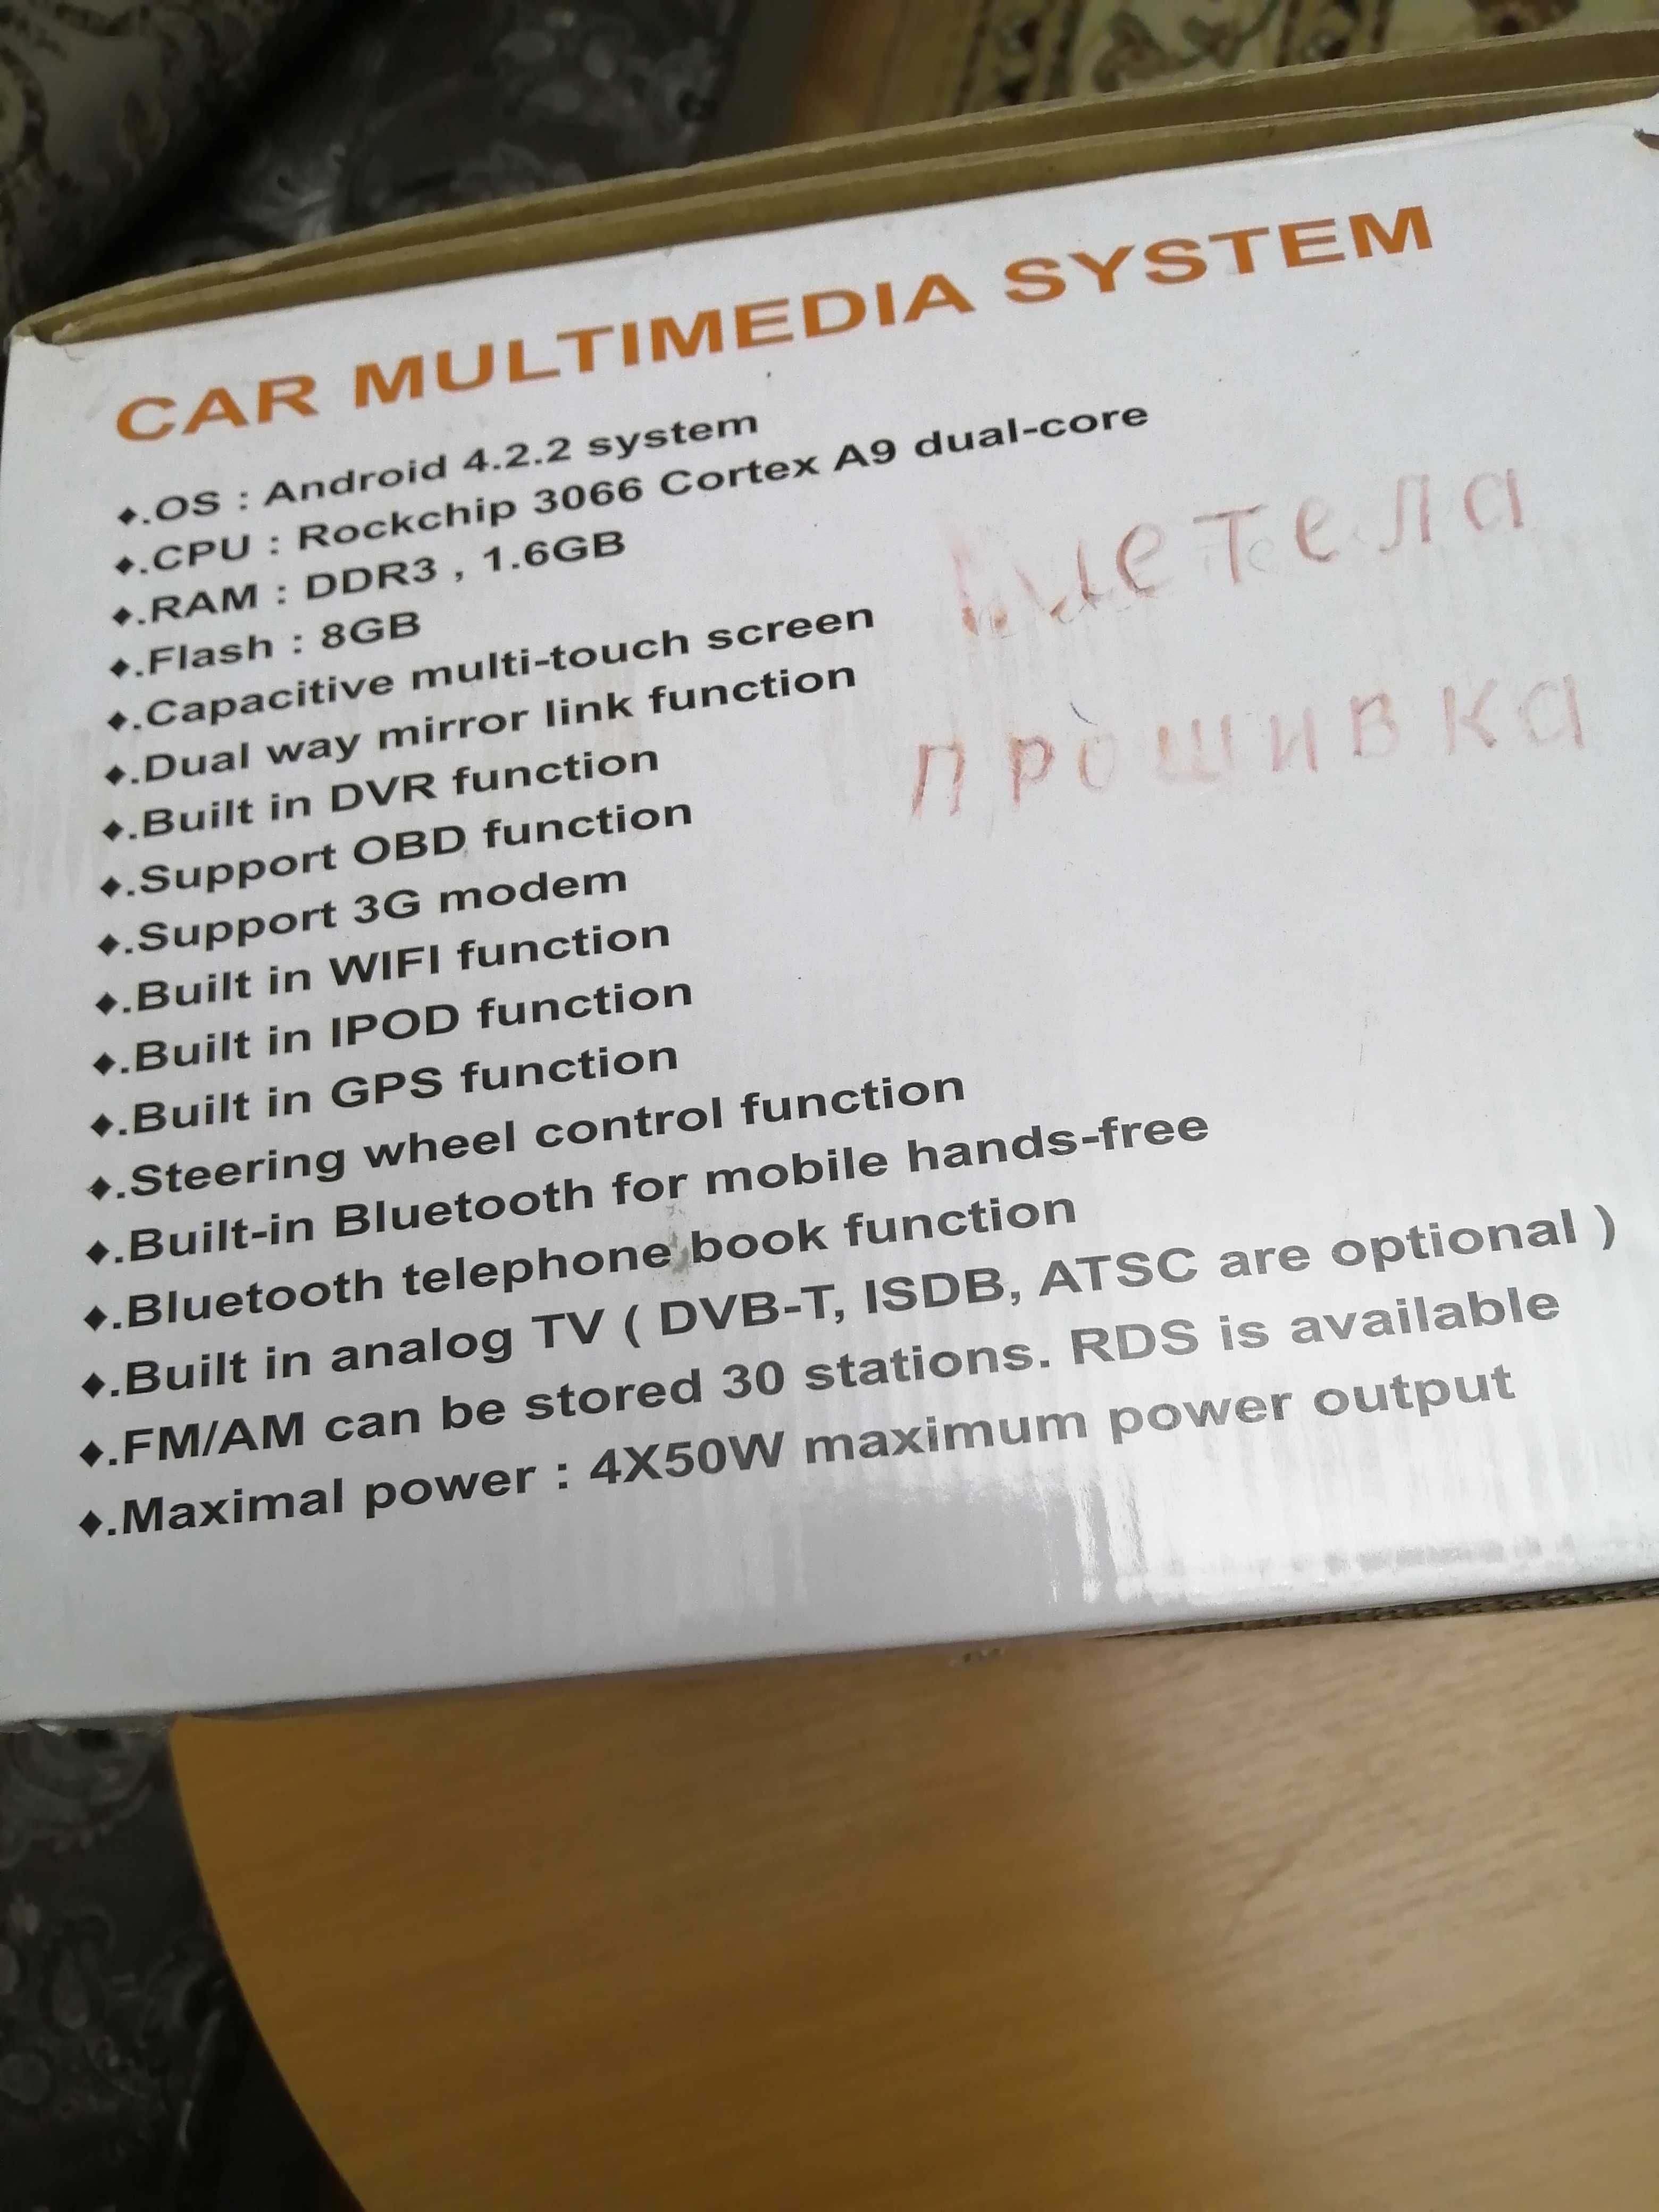 CAR MULTIMEDIA SYSTEM
◆.OS : Android 4.2.2 system
◆.CPU : Rockchip 3066 Cortex A9 dual-core
◆.RAM : DDR3 , 1.6GB
◆.Flash : 8GB
◆.Capacitive multi-touch screen
◆.Dual way mirror link function
◆.Built in DVR function
◆.Support OBD function
◆.Support 3G modem
◆.Built in WIFI function
◆.Built in IPOD function
◆.Built in GPS function
◆.Steering wheel control function
◆.Built-in Bluetooth for mobile hands-free
◆.Bluetooth telephone book function
◆.Built in analog TV ( DVB-T, ISDB, ATSC are optional )
◆.FM/AM can be stored 30 stations. RDS is available
◆.Maximal power : 4X50W maximum power output
прошивка